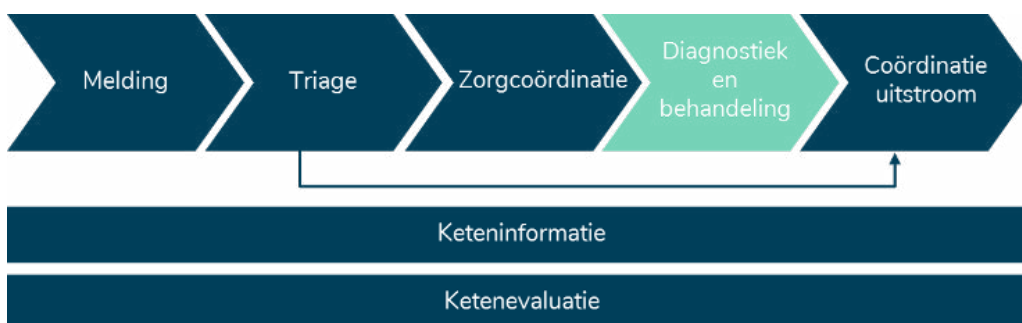 Melding
Triage
Zorgcoördinatie
Diagnostiek
en
behandeling
Coördinatie
uitstroom
Keteninformatie
Ketenevaluatie